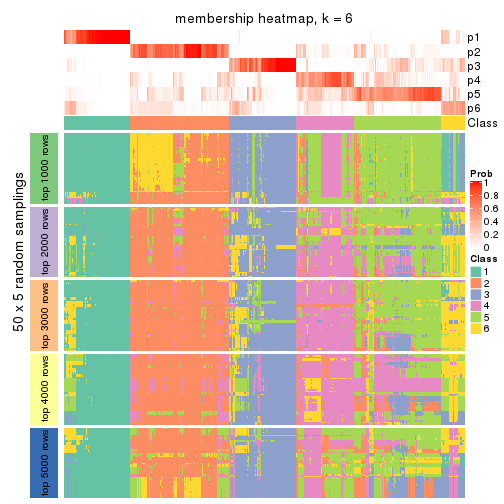 membership heatmap, k = 6
p1
p2
p3
p4
p5
p6
Class
50 x 5 random samplings
top 1000 rows
top 2000 rows
top 3000 rows
top 4000 rows
top 5000 rows
Prob
1
0.8
0.6
0.4
0.2
0
Class
1
2
3
4
5
6